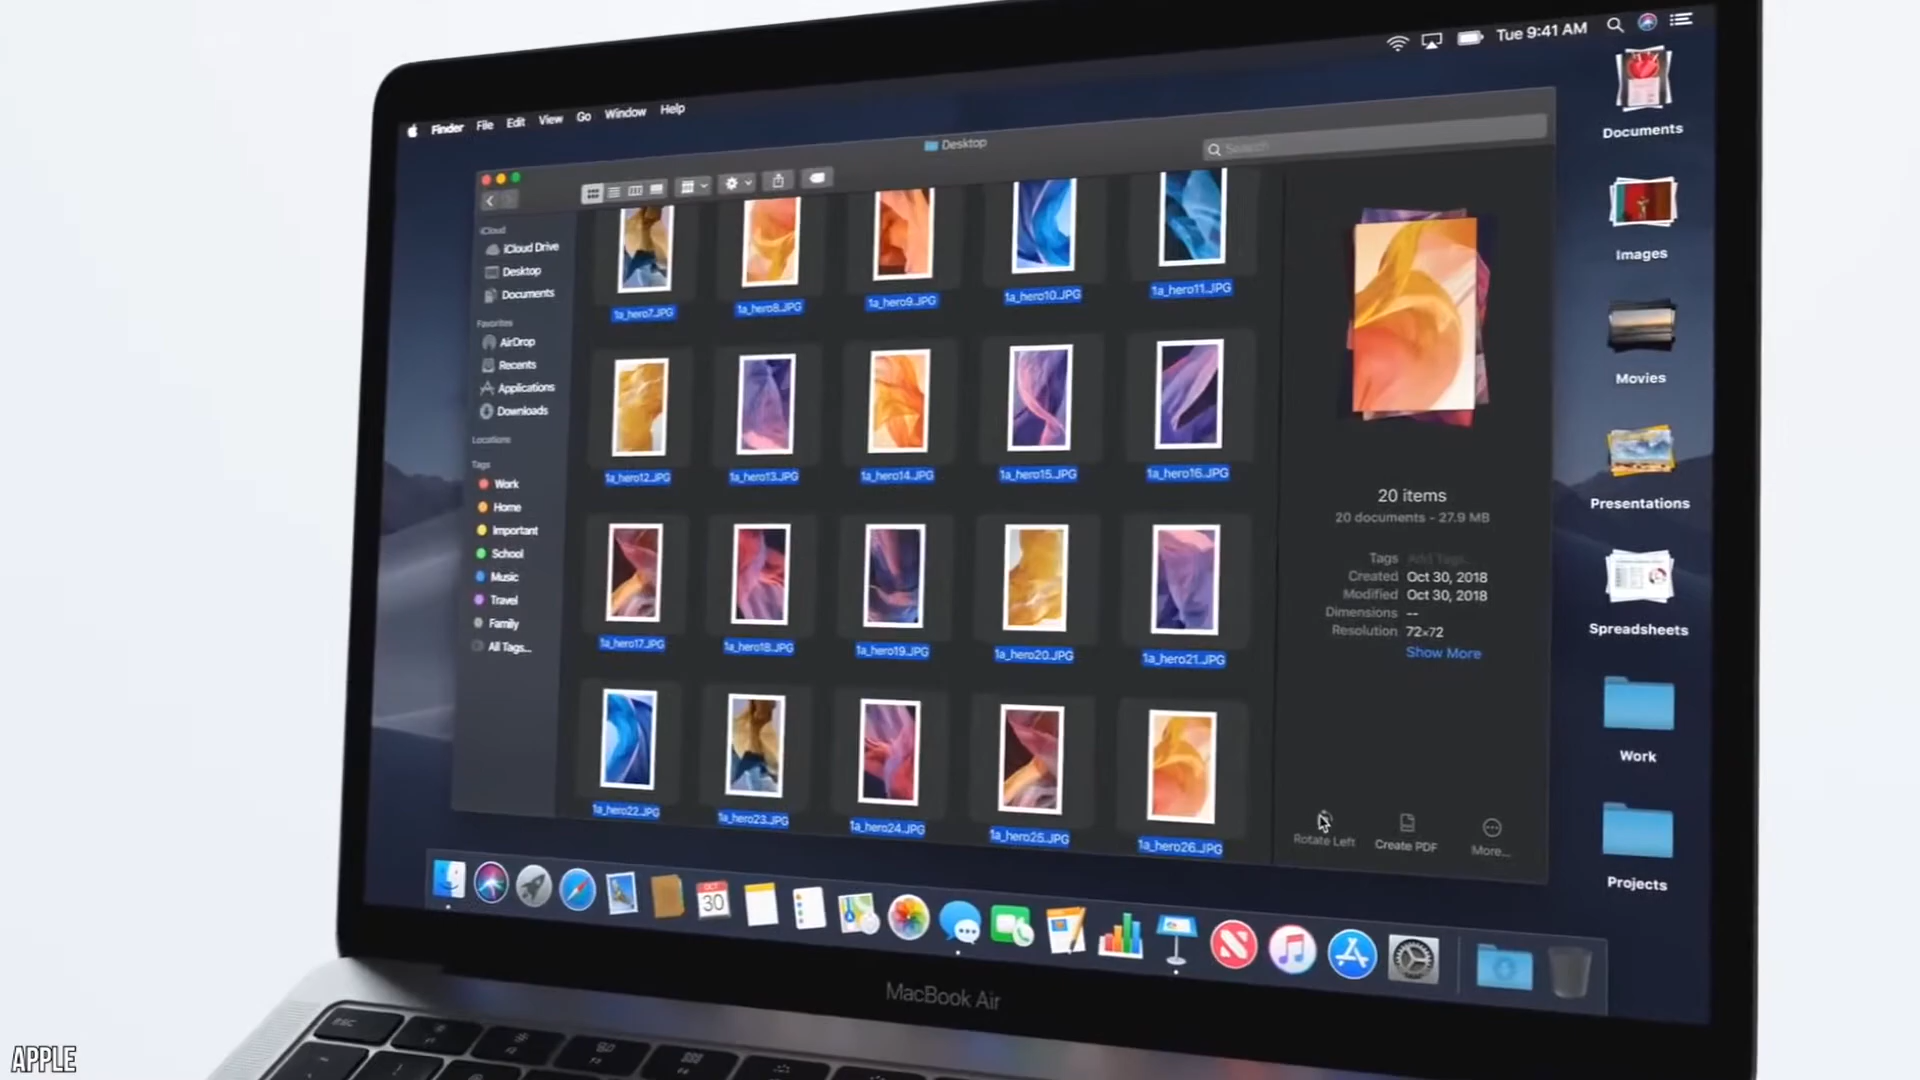 Tue 9:41 AM
Finder File Edit View Go Window Help
Desktop
Search
iCloud
iCloud Drive
Desktop
Documents
Favorites
AirDrop
Recents
Applications
Downloads
Locations
Tags
Work
Home
Important
School
Music
Travel
Family
All Tags...
1a_hero7.JPG 1a_hero8.JPG 1a_hero9.JPG 1a_hero10.JPG 1a_hero11.JPG
1a_hero12.JPG 1a_hero13.JPG 1a_hero14.JPG 1a_hero15.JPG 1a_hero16.JPG
1a_hero17.JPG 1a_hero18.JPG 1a_hero19.JPG 1a_hero20.JPG 1a_hero21.JPG
1a_hero22.JPG 1a_hero23.JPG 1a_hero24.JPG 1a_hero25.JPG 1a_hero26.JPG
20 items
20 documents - 27.9 MB
Tags Add Tags...
Created Oct 30, 2018
Modified Oct 30, 2018
Dimensions --
Resolution 72×72
Show More
Rotate Left Create PDF More...
Documents
Images
Movies
Presentations
Spreadsheets
Work
Projects
OCT
30
MacBook Air
esc
APPLE